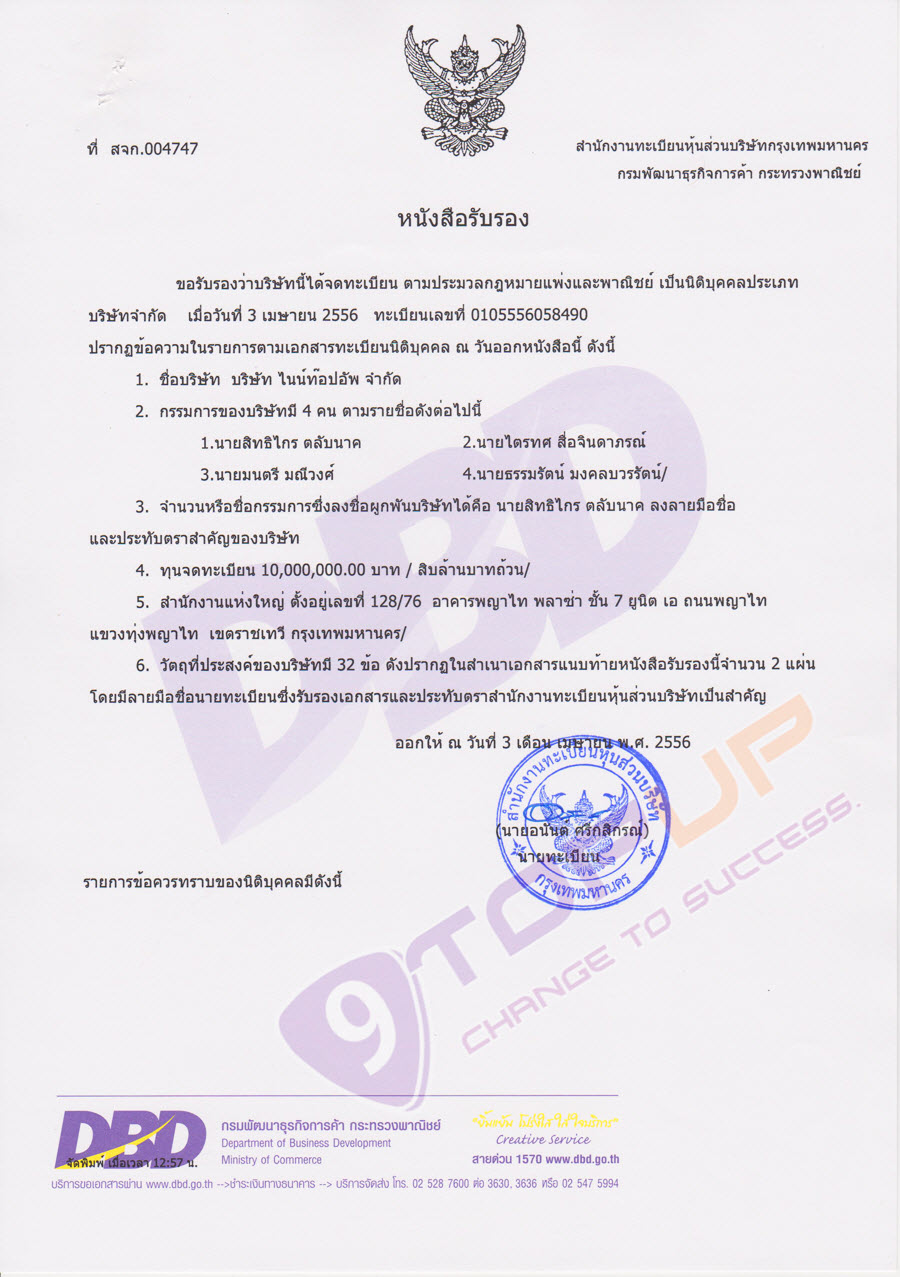 ที่ สจก.004747
สำนักงานทะเบียนหุ้นส่วนบริษัทกรุงเทพมหานคร
กรมพัฒนาธุรกิจการค้า กระทรวงพาณิชย์
หนังสือรับรอง
ขอรับรองว่าบริษัทนี้ได้จดทะเบียน ตามประมวลกฎหมายแพ่งและพาณิชย์ เป็นนิติบุคคลประเภท
บริษัทจำกัด เมื่อวันที่ 3 เมษายน 2556 ทะเบียนเลขที่ 0105556058490
ปรากฏข้อความในรายการตามเอกสารทะเบียนนิติบุคคล ณ วันออกหนังสือนี้ ดังนี้
1. ชื่อบริษัท บริษัท ไนน์ท๊อปอัพ จำกัด
2. กรรมการของบริษัทมี 4 คน ตามรายชื่อดังต่อไปนี้
1.นายสิทธิไกร ตลับนาค 2.นายไตรทศ สื่อจินดาภรณ์
3.นายมนตรี มณีวงศ์ 4.นายธรรมรัตน์ มงคลบวรรัตน์/
3. จำนวนหรือชื่อกรรมการซึ่งลงชื่อผูกพันบริษัทได้คือ นายสิทธิไกร ตลับนาค ลงลายมือชื่อ
และประทับตราสำคัญของบริษัท
4. ทุนจดทะเบียน 10,000,000.00 บาท / สิบล้านบาทถ้วน/
5. สำนักงานแห่งใหญ่ ตั้งอยู่เลขที่ 128/76 อาคารพญาไท พลาซ่า ชั้น 7 ยูนิต เอ ถนนพญาไท
แขวงทุ่งพญาไท เขตราชเทวี กรุงเทพมหานคร/
6. วัตถุที่ประสงค์ของบริษัทมี 32 ข้อ ดังปรากฏในสำเนาเอกสารแนบท้ายหนังสือรับรองนี้จำนวน 2 แผ่น
โดยมีลายมือชื่อนายทะเบียนซึ่งรับรองเอกสารและประทับตราสำนักงานทะเบียนหุ้นส่วนบริษัทเป็นสำคัญ
ออกให้ ณ วันที่ 3 เดือน เมษายน พ.ศ. 2556
สำนักงานทะเบียนหุ้นส่วนบริษัท
(นายอนันต์ ศรีกสิกรณ์)
นายทะเบียน
กรุงเทพมหานคร
รายการข้อควรทราบของนิติบุคคลมีดังนี้
DBD
9TOPUP
CHANGE TO SUCCESS.
DBD
กรมพัฒนาธุรกิจการค้า กระทรวงพาณิชย์
Department of Business Development
Ministry of Commerce
Creative Service
สายด่วน 1570 www.dbd.go.th
จัดพิมพ์ เมื่อเวลา 12:57 น.
บริการขอเอกสารผ่าน www.dbd.go.th -->ชำระเงินทางธนาคาร --> บริการจัดส่ง โทร. 02 528 7600 ต่อ 3630, 3636 หรือ 02 547 5994